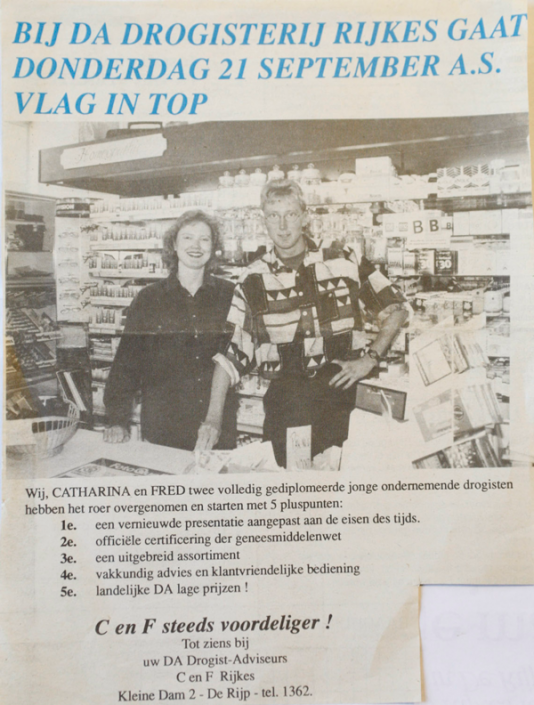 BIJ DA DROGISTERIJ RIJKES GAAT
DONDERDAG 21 SEPTEMBER A.S.
VLAG IN TOP
B B
Wij, CATHARINA en FRED twee volledig gediplomeerde jonge ondernemende drogisten
hebben het roer overgenomen en starten met 5 pluspunten:
1e. een vernieuwde presentatie aangepast aan de eisen des tijds.
2e. officiële certificering der geneesmiddelenwet
3e. een uitgebreid assortiment
4e. vakkundig advies en klantvriendelijke bediening
5e. landelijke DA lage prijzen !
C en F steeds voordeliger !
Tot ziens bij
uw DA Drogist-Adviseurs
C en F Rijkes
Kleine Dam 2 - De Rijp - tel. 1362.